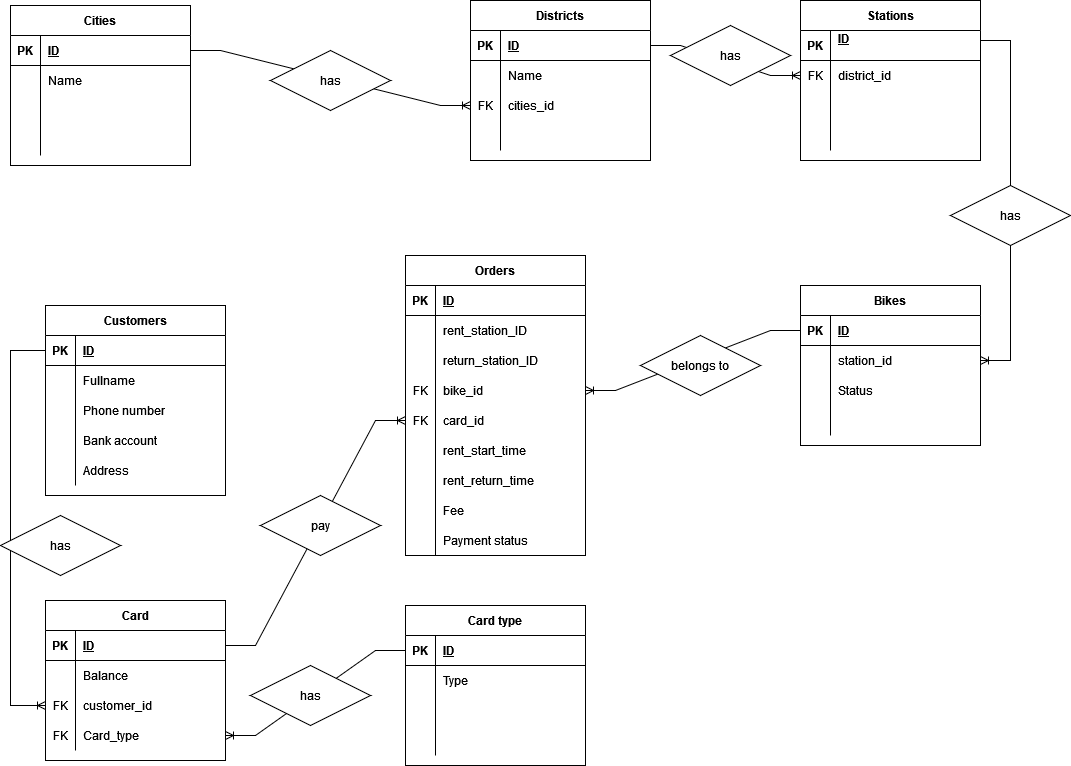 Cities
PK ID
Name
has
Districts
PK ID
Name
FK cities_id
has
Stations
PK ID
FK district_id
has
Orders
PK ID
rent_station_ID
return_station_ID
FK bike_id
FK card_id
rent_start_time
rent_return_time
Fee
Payment status
belongs to
Bikes
PK ID
station_id
Status
Customers
PK ID
Fullname
Phone number
Bank account
Address
has
pay
Card
PK ID
Balance
FK customer_id
FK Card_type
has
Card type
PK ID
Type